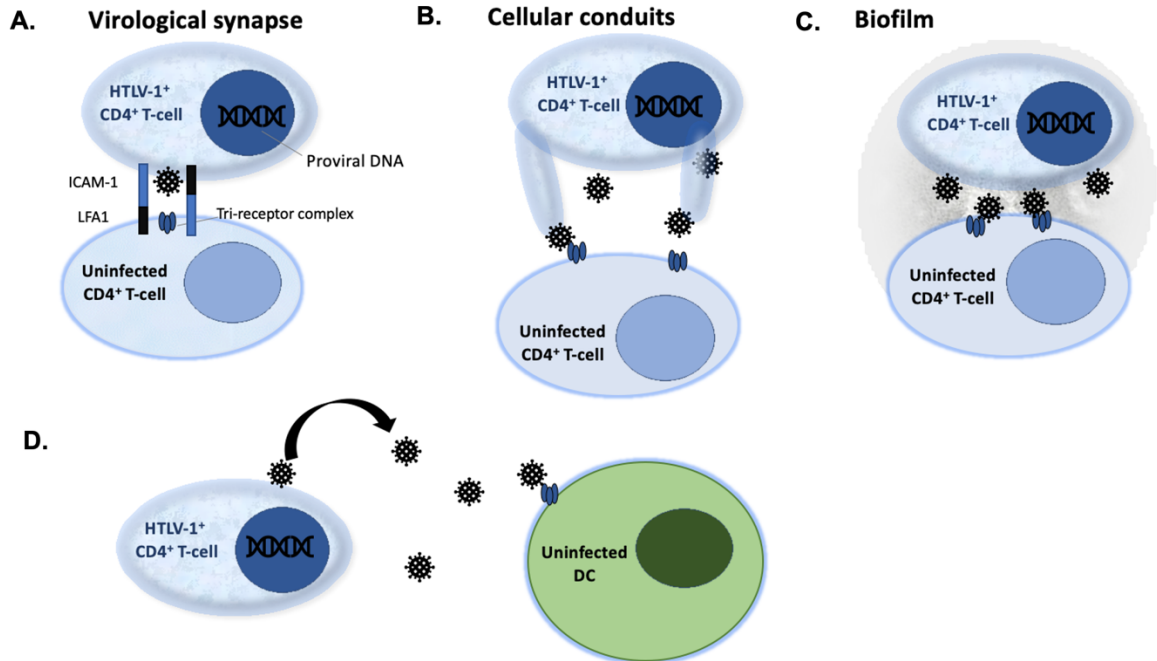 A.
Virological synapse
HTLV-1⁺
CD4⁺ T-cell
Proviral DNA
ICAM-1
LFA1
Tri-receptor complex
Uninfected
CD4⁺ T-cell
B.
Cellular conduits
HTLV-1⁺
CD4⁺ T-cell
Uninfected
CD4⁺ T-cell
C.
Biofilm
HTLV-1⁺
CD4⁺ T-cell
Uninfected
CD4⁺ T-cell
D.
HTLV-1⁺
CD4⁺ T-cell
Uninfected
DC